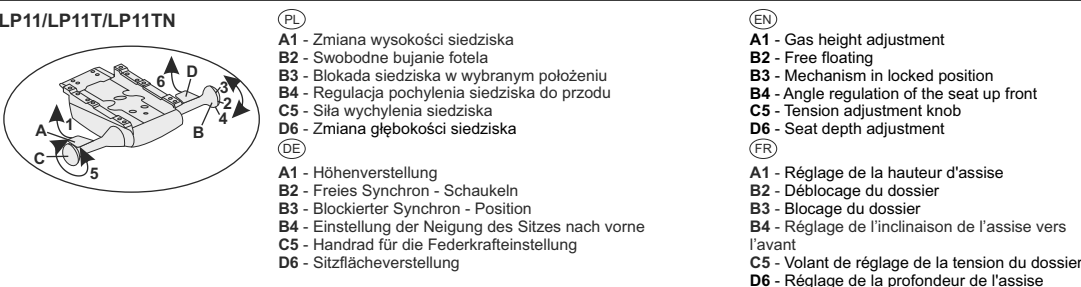 LP11/LP11T/LP11TN
6
D
3
2
4
B
1
A
C
5
PL
A1 - Zmiana wysokości siedziska
B2 - Swobodne bujanie fotela
B3 - Blokada siedziska w wybranym położeniu
B4 - Regulacja pochylenia siedziska do przodu
C5 - Siła wychylenia siedziska
D6 - Zmiana głębokości siedziska
DE
A1 - Höhenverstellung
B2 - Freies Synchron - Schaukeln
B3 - Blockierter Synchron - Position
B4 - Einstellung der Neigung des Sitzes nach vorne
C5 - Handrad für die Federkrafteinstellung
D6 - Sitzflächeverstellung
EN
A1 - Gas height adjustment
B2 - Free floating
B3 - Mechanism in locked position
B4 - Angle regulation of the seat up front
C5 - Tension adjustment knob
D6 - Seat depth adjustment
FR
A1 - Réglage de la hauteur d'assise
B2 - Déblocage du dossier
B3 - Blocage du dossier
B4 - Réglage de l’inclinaison de l’assise vers
l’avant
C5 - Volant de réglage de la tension du dossier
D6 - Réglage de la profondeur de l'assise